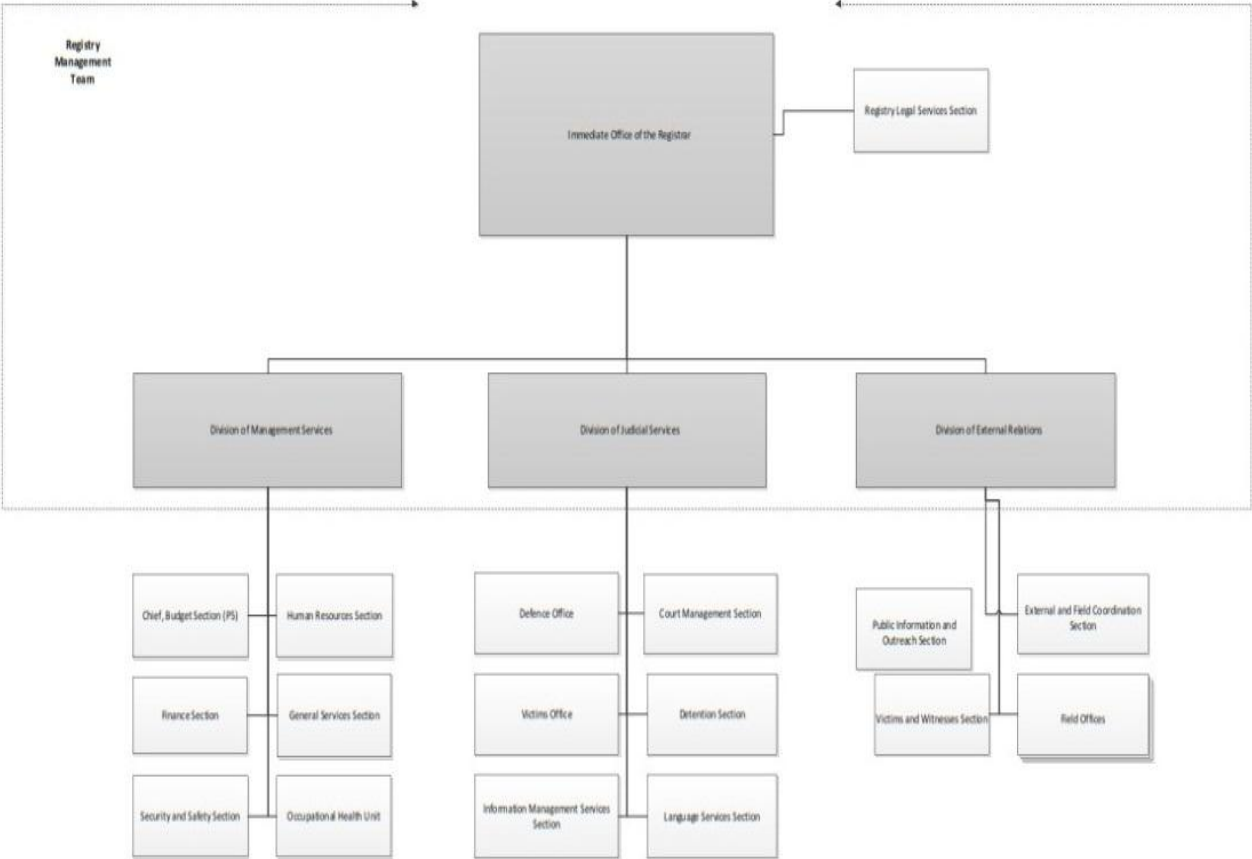 Registry
Management
Team
Immediate Office of the Registrar
Registry Legal Services Section
Division of Management Services
Division of Judicial Services
Division of External Relations
Chief, Budget Section (P5)
Human Resources Section
Defence Office
Court Management Section
Public Information and
Outreach Section
External and Field Coordination
Section
Finance Section
General Services Section
Victims Office
Detention Section
Victims and Witnesses Section
Field Offices
Security and Safety Section
Occupational Health Unit
Information Management Services
Section
Language Services Section